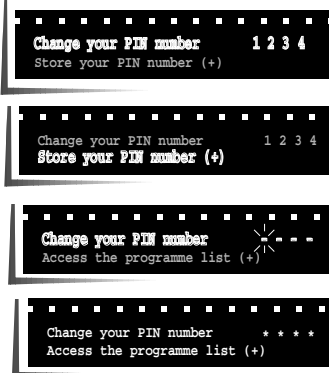 Change your PIN number 1 2 3 4
Store your PIN number (+)
Change your PIN number 1 2 3 4
Store your PIN number (+)
Change your PIN number - - - -
Access the programme list (+)
Change your PIN number * * * *
Access the programme list (+)